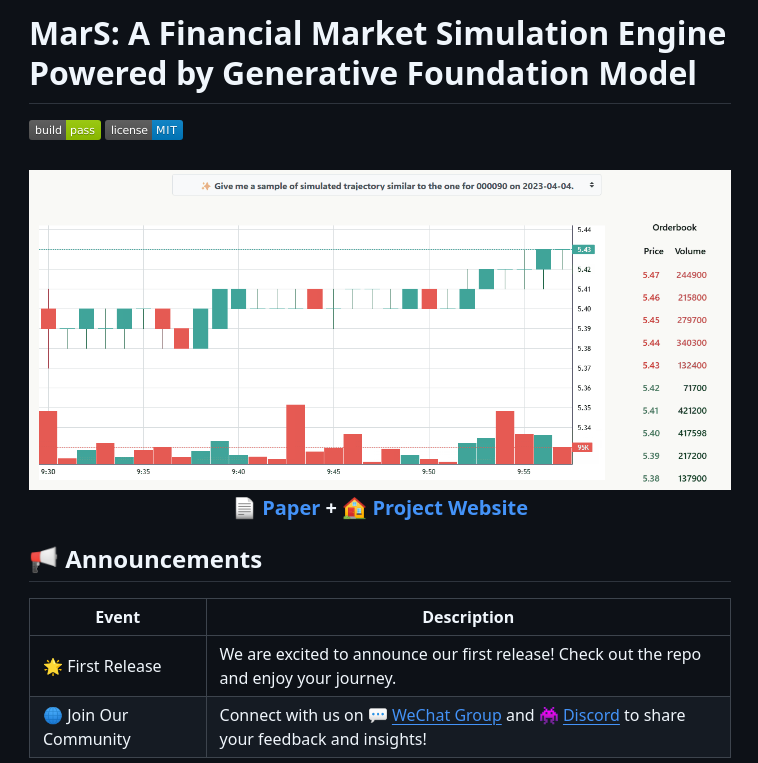 MarS: A Financial Market Simulation Engine
Powered by Generative Foundation Model
build pass license MIT
✨ Give me a sample of simulated trajectory similar to the one for 000090 on 2023-04-04.
5.44
5.43
5.42
5.41
5.40
5.39
5.38
5.37
5.36
5.35
5.34
95K
9:30 9:35 9:40 9:45 9:50 9:55
Orderbook
Price Volume
5.47 244900
5.46 215800
5.45 279700
5.44 340300
5.43 132400
5.42 71700
5.41 421200
5.40 417598
5.39 217200
5.38 137900
📄 Paper + 🏠 Project Website
📢 Announcements
Event Description
🌟 First Release
We are excited to announce our first release! Check out the repo
and enjoy your journey.
🌐 Join Our
Community
Connect with us on 💬 WeChat Group and 👾 Discord to share
your feedback and insights!